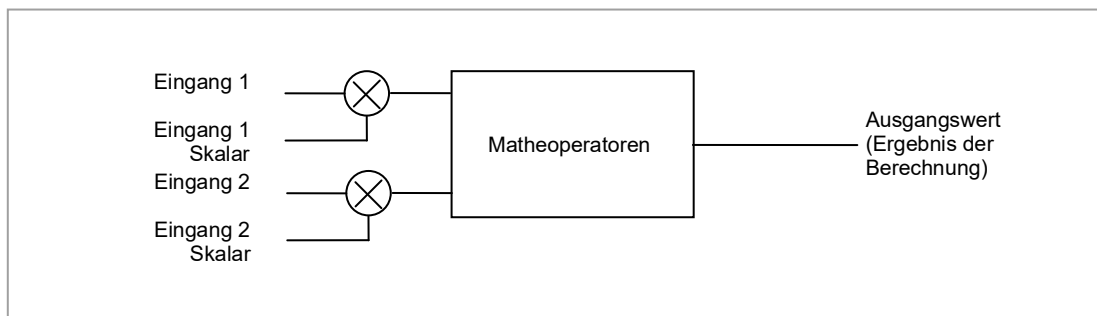 Eingang 1
Eingang 1
Skalar
Eingang 2
Eingang 2
Skalar
Matheoperatoren
Ausgangswert
(Ergebnis der
Berechnung)